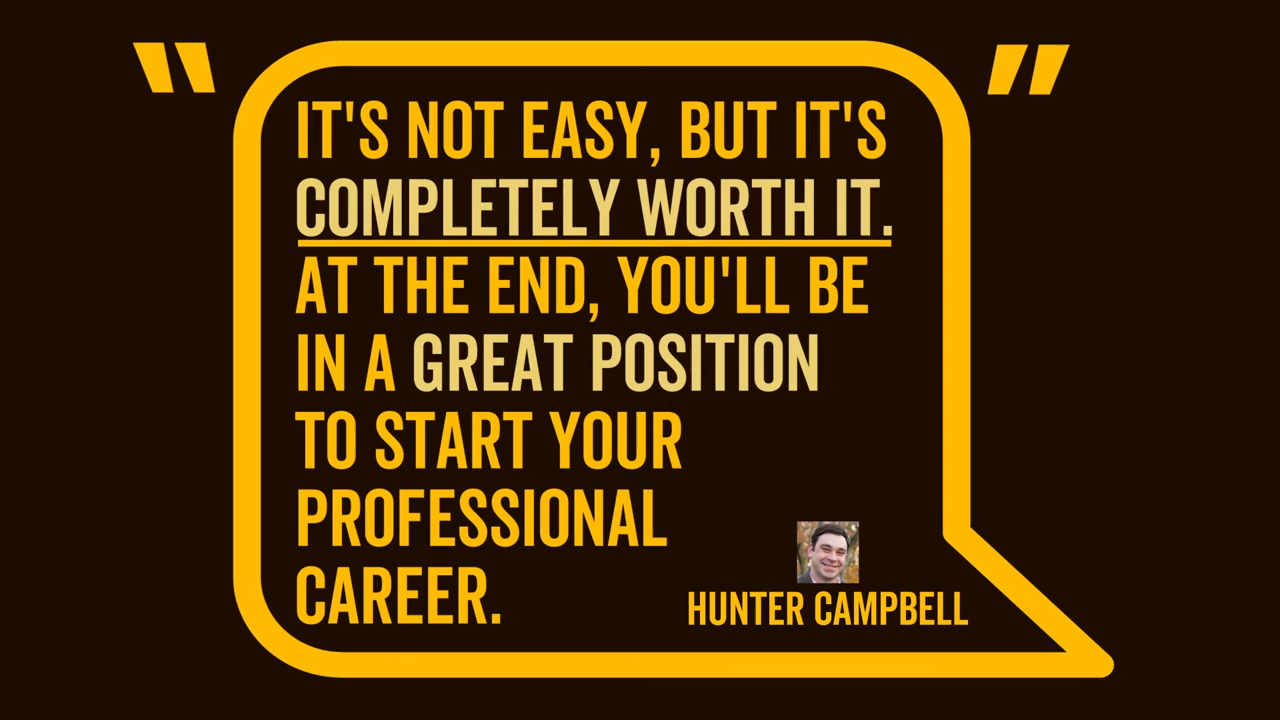 IT'S NOT EASY, BUT IT'S
COMPLETELY WORTH IT.
AT THE END, YOU'LL BE
IN A GREAT POSITION
TO START YOUR
PROFESSIONAL
CAREER.
HUNTER CAMPBELL